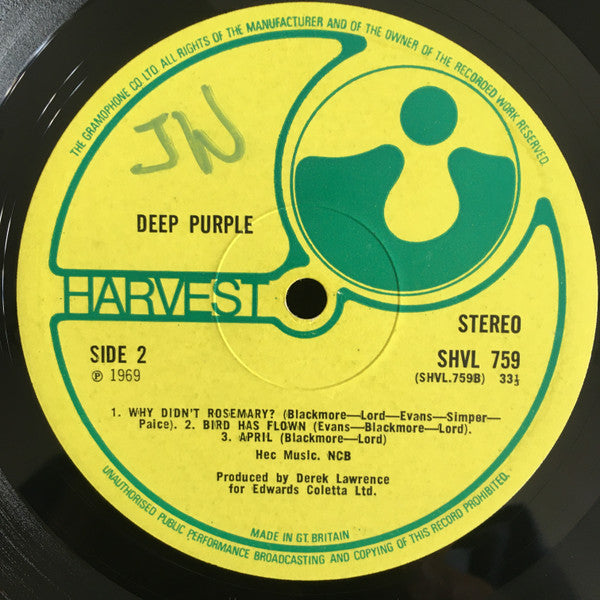 THE GRAMOPHONE CO LTD. ALL RIGHTS OF THE MANUFACTURER AND OF THE OWNER OF THE RECORDED WORK RESERVED
JW
DEEP PURPLE
HARVEST
STEREO
SIDE 2
SHVL 759
℗ 1969
(SHVL.759B) 33⅓
1. WHY DIDN'T ROSEMARY? (Blackmore—Lord—Evans—Simper—
Paice). 2. BIRD HAS FLOWN (Evans—Blackmore—Lord).
3. APRIL (Blackmore—Lord)
Hec Music. NCB
Produced by Derek Lawrence
for Edwards Coletta Ltd.
MADE IN GT. BRITAIN
UNAUTHORISED PUBLIC PERFORMANCE BROADCASTING AND COPYING OF THIS RECORD PROHIBITED.